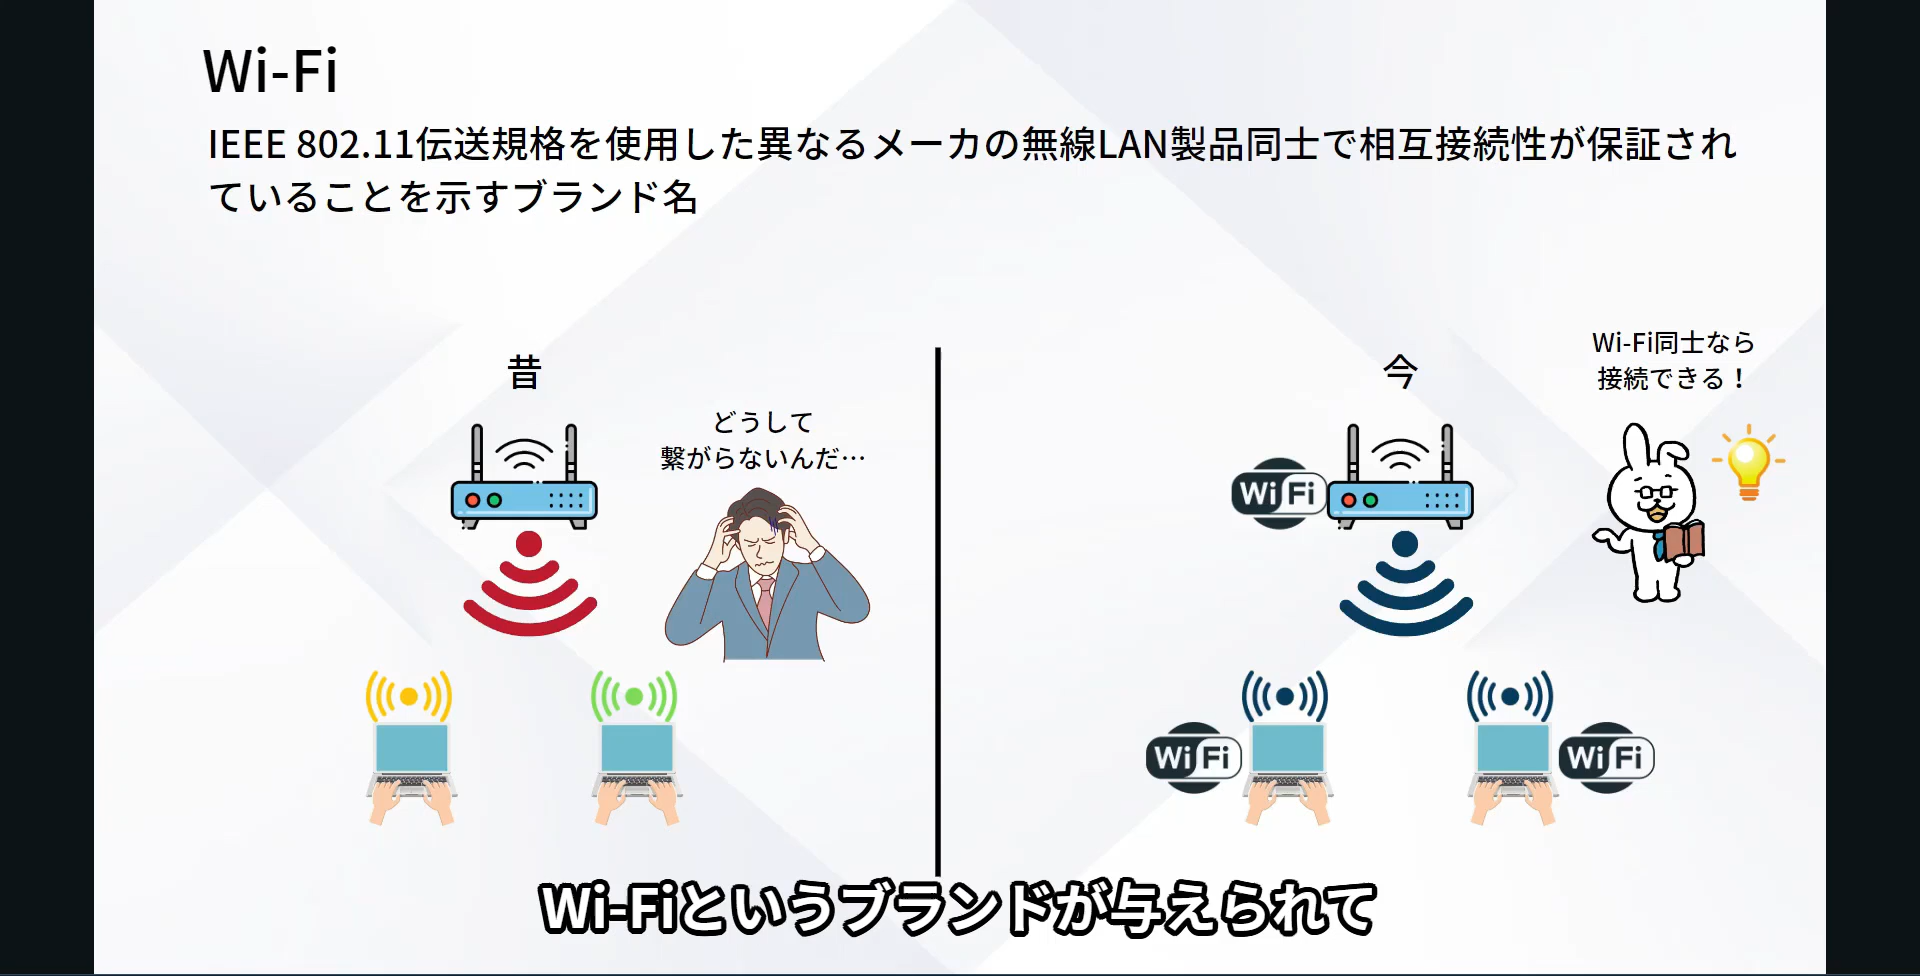 Wi-Fi
IEEE 802.11伝送規格を使用した異なるメーカの無線LAN製品同士で相互接続性が保証され
ていることを示すブランド名
昔
どうして
繋がらないんだ…
今
Wi-Fi同士なら
接続できる！
Wi Fi
Wi Fi
Wi Fi
Wi-Fiというブランドが与えられて